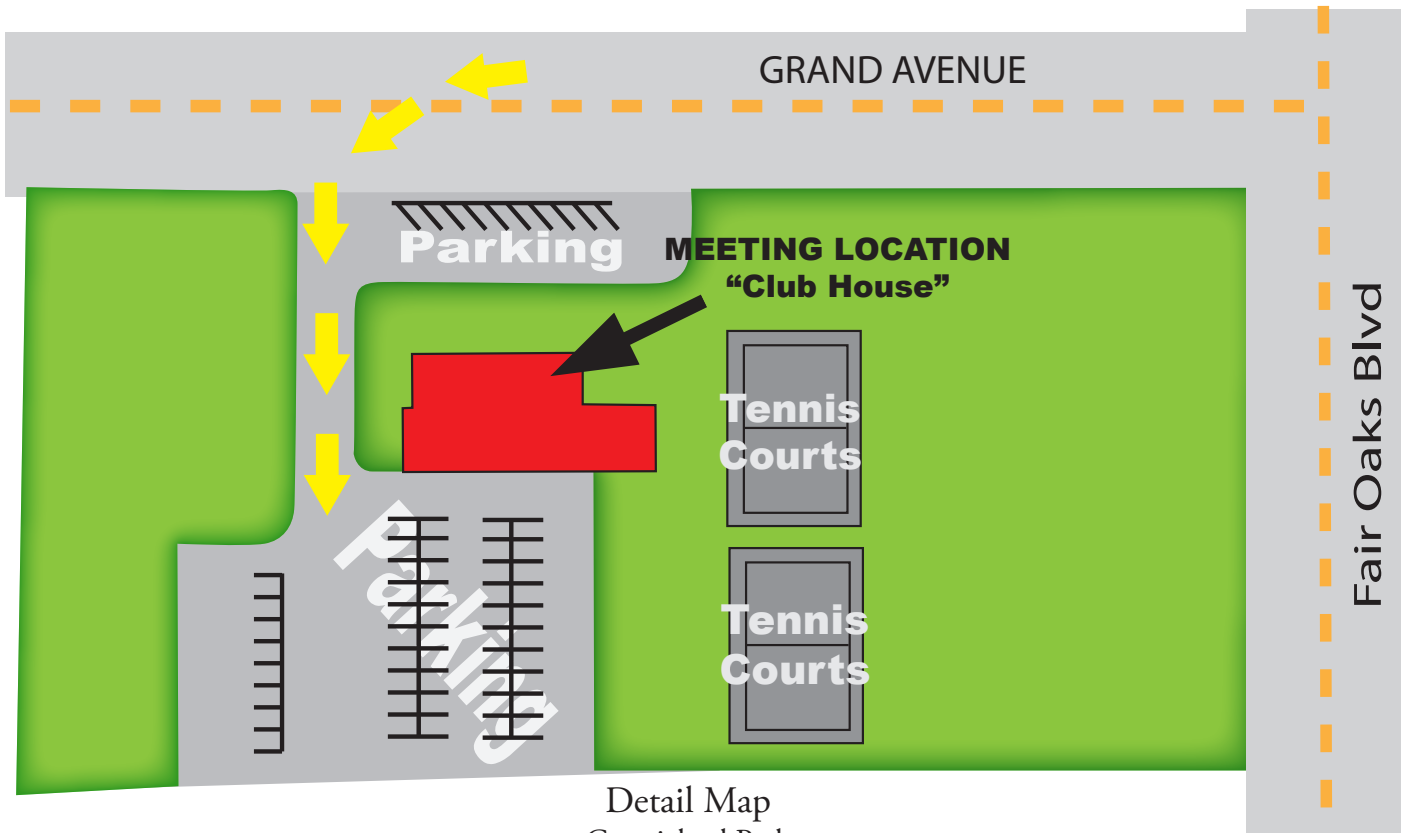 GRAND AVENUE
Parking
MEETING LOCATION
“Club House”
Tennis
Courts
Fair Oaks Blvd
Parking
Tennis
Courts
Detail Map